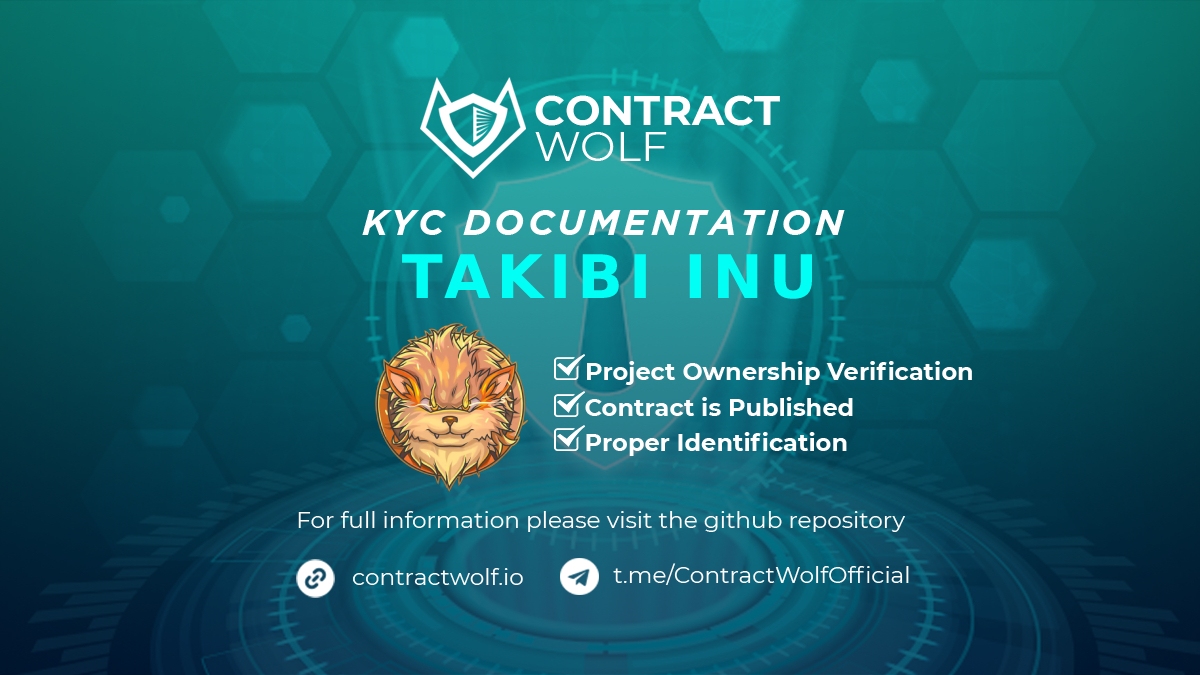 CONTRACT
WOLF
KYC DOCUMENTATION
TAKIBI INU
Project Ownership Verification
Contract is Published
Proper Identification
For full information please visit the github repository
contractwolf.io
t.me/ContractWolfOfficial